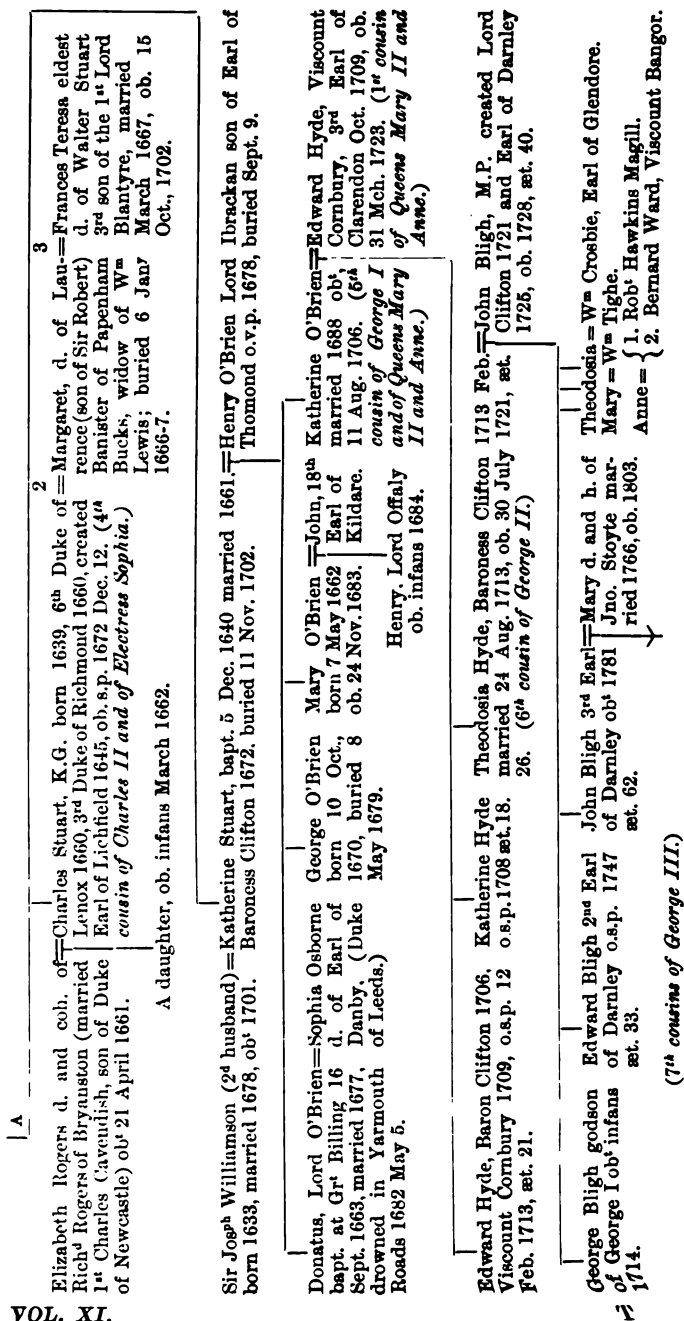 A
Elizabeth Rogers d. and coh. of
Rich^d Rogers of Bryanston (married
1^st Charles Cavendish, son of Duke
of Newcastle) ob^t 21 April 1661.
=Charles Stuart, K.G. born 1639, 6^th Duke of
Lenox 1660, 3^rd Duke of Richmond 1660, created
Earl of Lichfield 1645, ob. s.p. 1672 Dec. 12. (4^th
cousin of Charles II and of Electress Sophia.)
2
=Margaret, d. of Lau-
rence (son of Sir Robert)
Banister of Papenham
Bucks, widow of W^m
Lewis; buried 6 Jan^y
1666-7.
3
=Frances Teresa eldest
d. of Walter Stuart
3^rd son of the 1^st Lord
Blantyre, married
March 1667, ob. 15
Oct., 1702.
A daughter, ob. infans March 1662.
Sir Jos^ph Williamson (2^d husband)=Katherine Stuart, bapt. 5 Dec. 1640 married 1661.=Henry O'Brien Lord Ibrackan son of Earl of
born 1633, married 1678, ob^t 1701. Baroness Clifton 1672. buried 11 Nov. 1702. Thomond o.v.p. 1678, buried Sept. 9.
Donatus, Lord O'Brien=Sophia Osborne
bapt. at Gr^t Billing 16 d. of Earl of
Sept. 1663, married 1677, Danby, (Duke
drowned in Yarmouth of Leeds.)
Roads 1682 May 5.
George O'Brien
born 10 Oct.,
1670, buried 8
May 1679.
Mary O'Brien=John, 18^th
born 7 May 1662 Earl of
ob. 24 Nov. 1683. Kildare.
Henry. Lord Offaly
ob. infans 1684.
Katherine O'Brien=Edward Hyde, Viscount
married 1688 ob^t, Cornbury, 3^rd Earl of
11 Aug. 1706. (5^th Clarendon Oct. 1709, ob.
cousin of George I 31 Mch. 1723. (1^st cousin
and of Queens Mary of Queens Mary II and
II and Anne.) Anne.)
Edward Hyde, Baron Clifton 1706,
Viscount Cornbury 1709, o.s.p. 12
Feb. 1713, æt. 21.
Katherine Hyde
o.s.p. 1708 æt. 18.
Theodosia Hyde, Baroness Clifton 1713 Feb.=John Bligh, M.P. created Lord
married 24 Aug. 1713, ob. 30 July 1721, æt. Clifton 1721 and Earl of Darnley
26. (6^th cousin of George II.) 1725, ob. 1728, æt. 40.
George Bligh godson
of George I ob^t infans
1714.
Edward Bligh 2^nd Earl
of Darnley o.s.p. 1747
æt. 33.
John Bligh 3^rd Earl=Mary d. and h. of
of Darnley ob^t 1781 Jno. Stoyte mar-
æt. 62. ried 1766, ob. 1803.
Theodosia = W^m Crosbie, Earl of Glendore.
Mary = W^m Tighe.
Anne = { 1. Rob^t Hawkins Magill.
2. Bernard Ward, Viscount Bangor.
(7^th cousins of George III.)
VOL. XI.